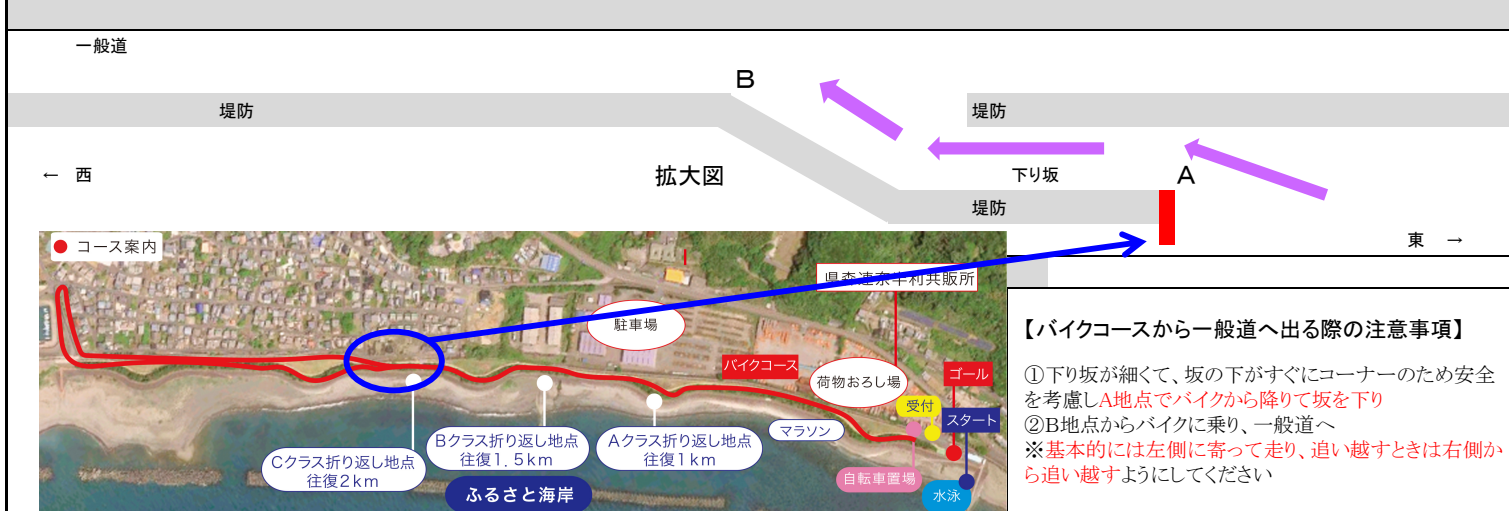 一般道
B
堤防
堤防
← 西
拡大図
下り坂
A
堤防
東 →
● コース案内
県森連奈半利共販所
駐車場
バイクコース
荷物おろし場
ゴール
受付
スタート
マラソン
Aクラス折り返し地点
往復1km
Bクラス折り返し地点
往復1.5km
Cクラス折り返し地点
往復2km
自転車置場
ふるさと海岸
水泳
【バイクコースから一般道へ出る際の注意事項】
①下り坂が細くて、坂の下がすぐにコーナーのため安全
を考慮しA地点でバイクから降りて坂を下り
②B地点からバイクに乗り、一般道へ
※基本的には左側に寄って走り、追い越すときは右側か
ら追い越すようにしてください